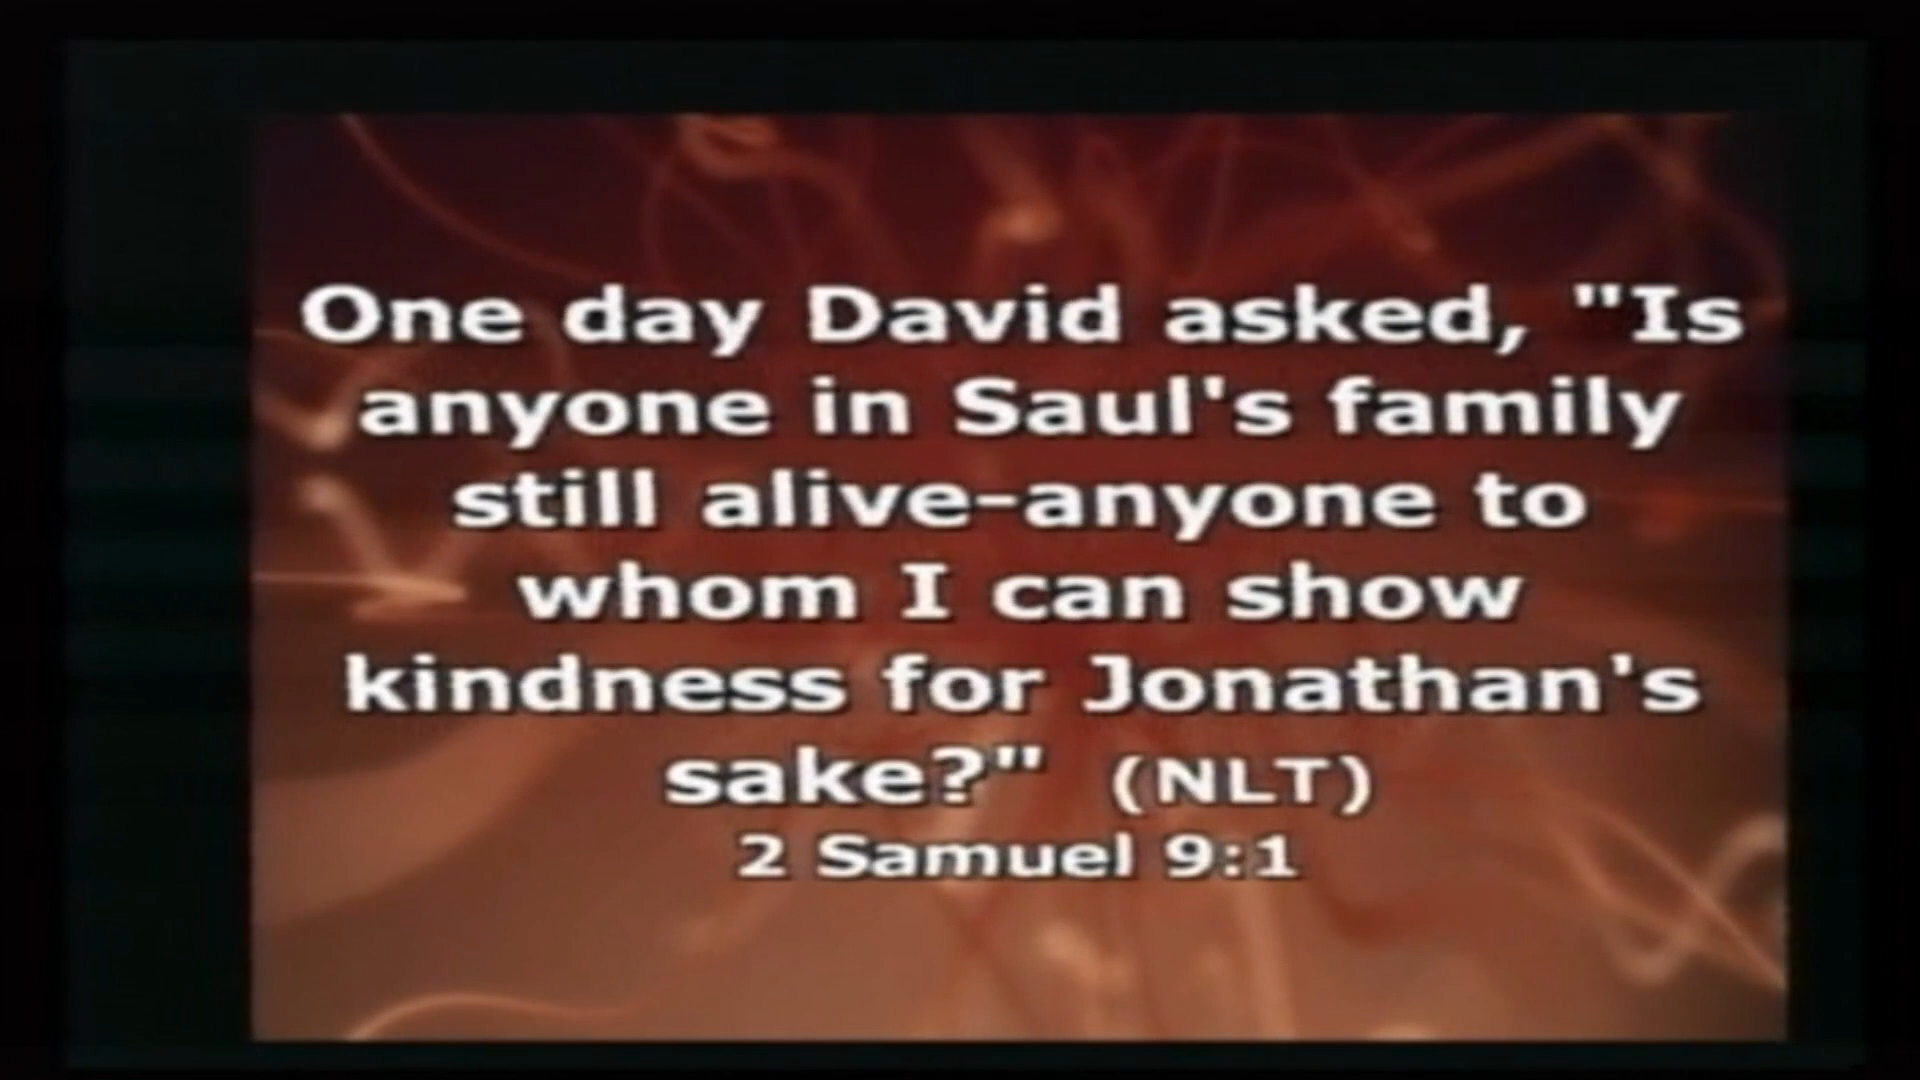 One day David asked, "Is
anyone in Saul's family
still alive-anyone to
whom I can show
kindness for Jonathan's
sake?" (NLT)
2 Samuel 9:1